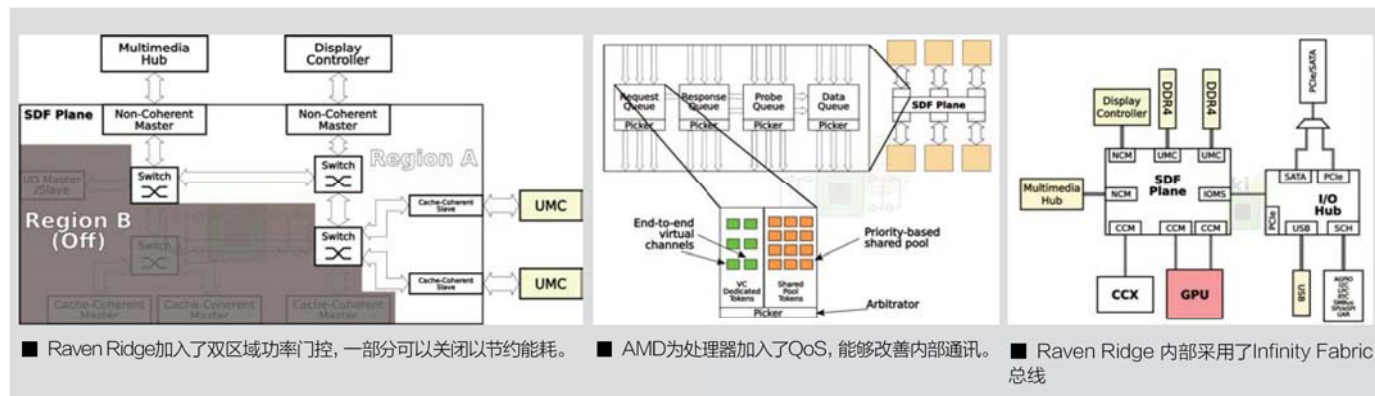 Multimedia
Hub
Display
Controller
SDF Plane
Non-Coherent
Master
Non-Coherent
Master
Region A
Switch
Switch
I/O Master
/Slave
Region B
(Off)
Switch
Switch
Cache-Coherent
Slave
UMC
Cache-Coherent
Slave
UMC
Cache-Coherent
Master
Cache-Coherent
Master
Cache-Coherent
Master
■ Raven Ridge加入了双区域功率门控, 一部分可以关闭以节约能耗。
Request
Queue
Picker
Response
Queue
Picker
Probe
Queue
Picker
Data
Queue
Picker
SDF Plane
End-to-end
virtual
channels
Priority-based
shared pool
VC
Dedicated
Tokens
Shared
Pool
Tokens
Picker
Arbitrator
■ AMD为处理器加入了QoS, 能够改善内部通讯。
Display
Controller
DDR4
DDR4
PCIe/SATA
NCM
UMC
UMC
SDF
Plane
NCM
IOMS
Multimedia
Hub
CCM
CCM
CCM
CCX
GPU
SATA
PCIe
I/O
Hub
PCIe
USB
SCH
USB
■ Raven Ridge 内部采用了Infinity Fabric
总线